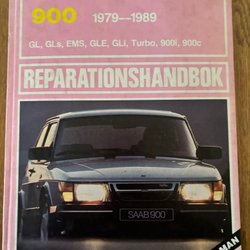 900 1979--1989
GL, GLs, EMS, GLE, GLi, Turbo, 900i, 900c
REPARATIONSHANDBOK
SAAB 900